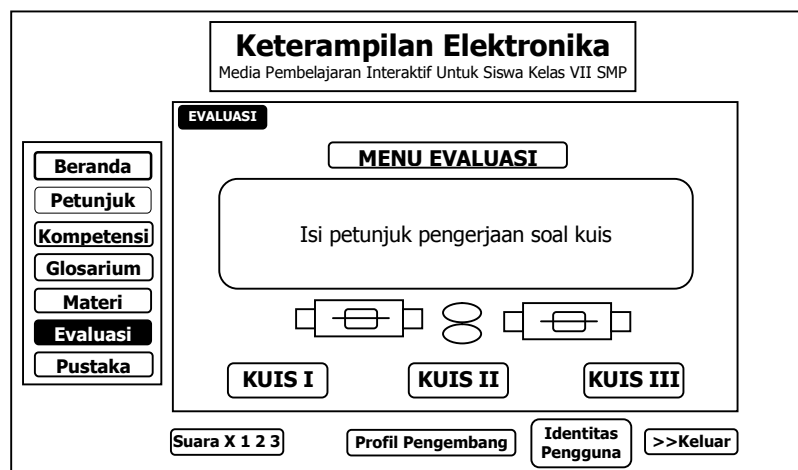 Keterampilan Elektronika
Media Pembelajaran Interaktif Untuk Siswa Kelas VII SMP
EVALUASI
MENU EVALUASI
Isi petunjuk pengerjaan soal kuis
KUIS I
KUIS II
KUIS III
Beranda
Petunjuk
Kompetensi
Glosarium
Materi
Evaluasi
Pustaka
Suara X 1 2 3
Profil Pengembang
Identitas
Pengguna
>>Keluar